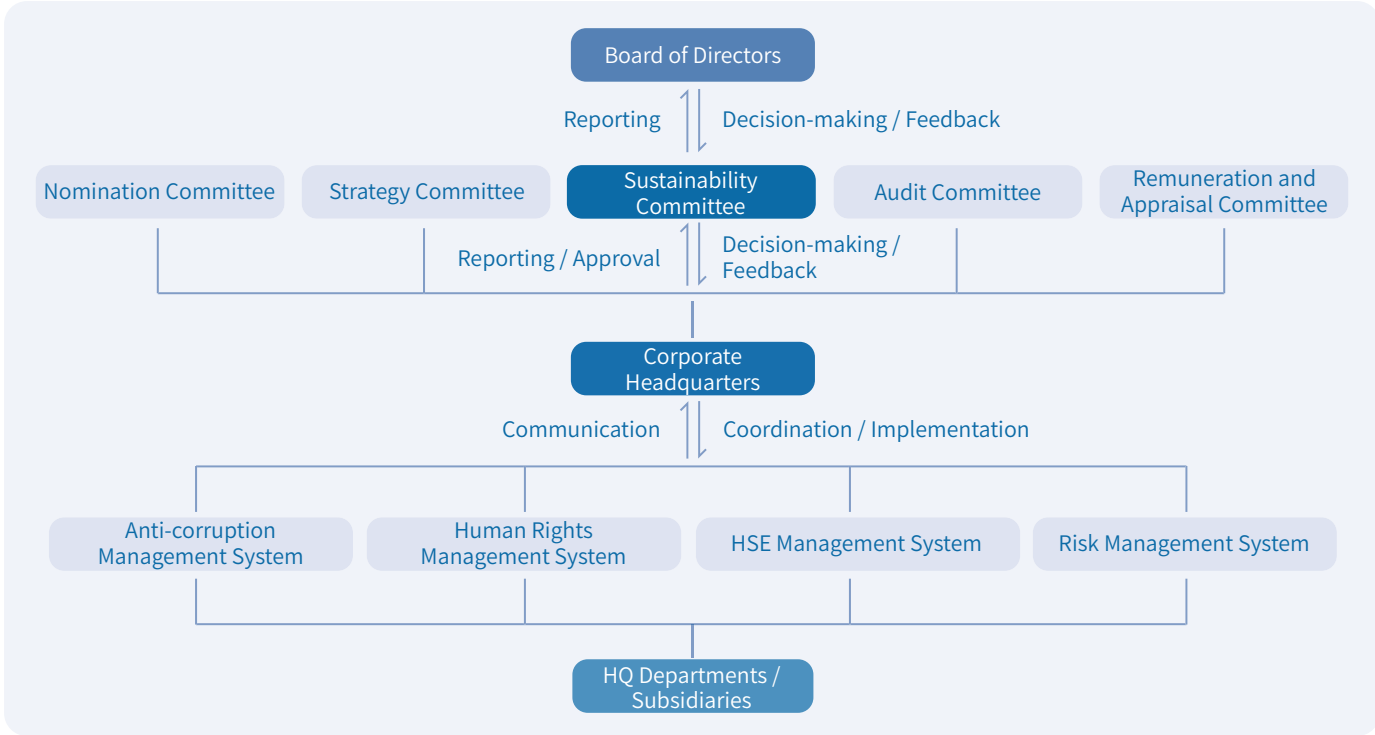 Board of Directors
Reporting
Decision-making / Feedback
Nomination Committee
Strategy Committee
Sustainability
Committee
Audit Committee
Remuneration and
Appraisal Committee
Reporting / Approval
Decision-making /
Feedback
Corporate
Headquarters
Communication
Coordination / Implementation
Anti-corruption
Management System
Human Rights
Management System
HSE Management System
Risk Management System
HQ Departments /
Subsidiaries